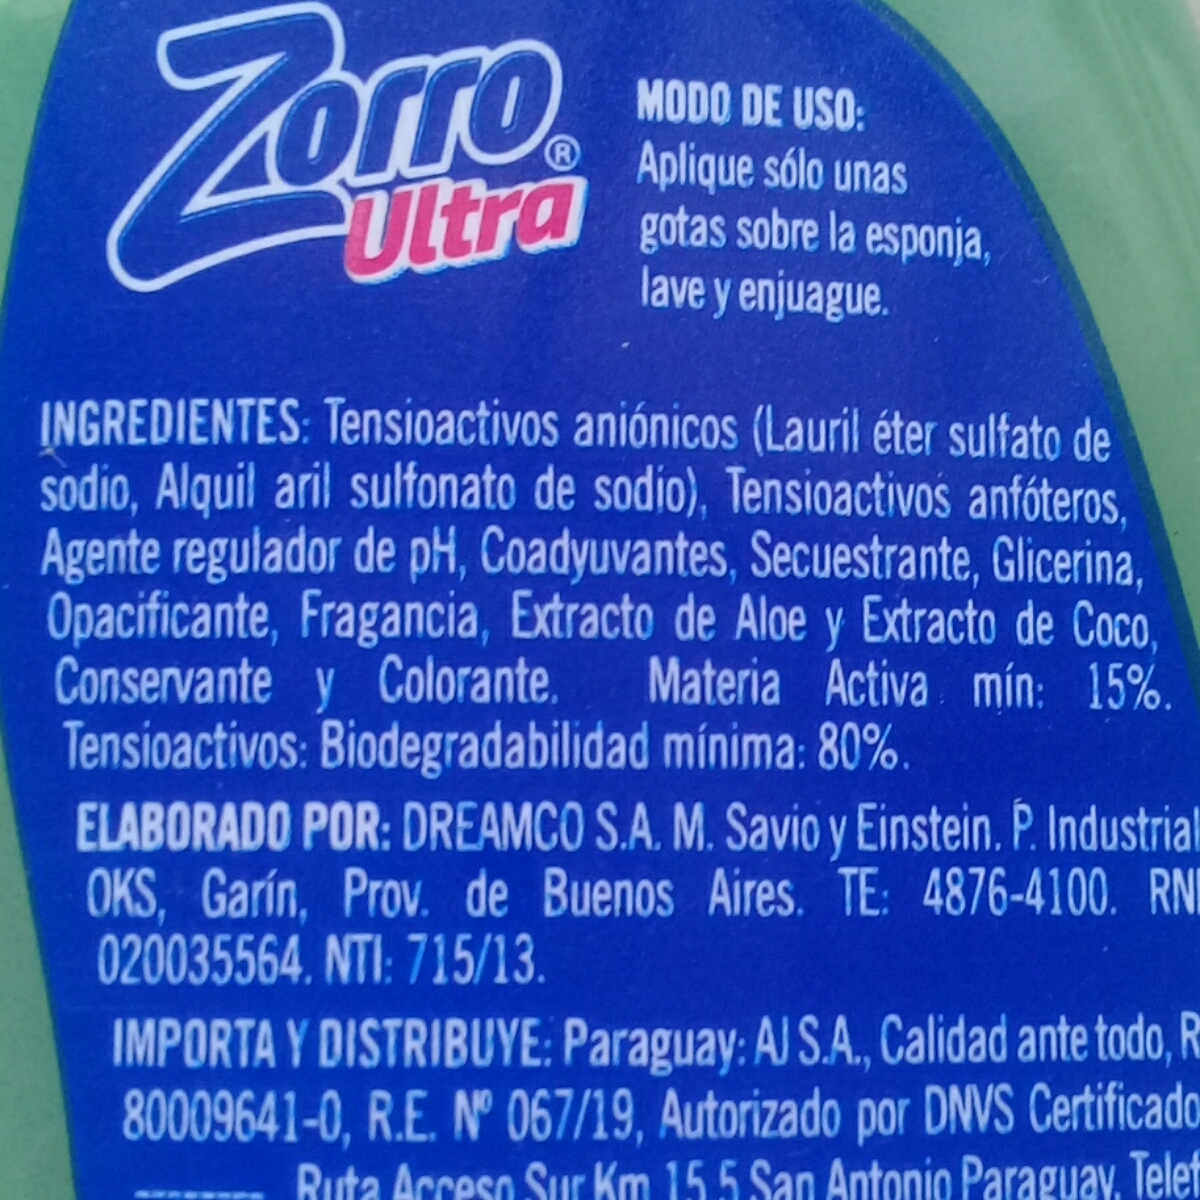 Zorro®
Ultra
MODO DE USO:
Aplique sólo unas
gotas sobre la esponja,
lave y enjuague.
INGREDIENTES: Tensioactivos aniónicos (Lauril éter sulfato de
sodio, Alquil aril sulfonato de sodio), Tensioactivos anfóteros,
Agente regulador de pH, Coadyuvantes, Secuestrante, Glicerina,
Opacificante, Fragancia, Extracto de Aloe y Extracto de Coco,
Conservante y Colorante. Materia Activa mín: 15%.
Tensioactivos: Biodegradabilidad mínima: 80%.
ELABORADO POR: DREAMCO S.A. M. Savio y Einstein. P. Industrial
OKS, Garín, Prov. de Buenos Aires. TE: 4876-4100.
020035564. NTI: 715/13.
IMPORTA Y DISTRIBUYE: Paraguay: AJ S.A., Calidad ante todo,
80009641-0, R.E. Nº 067/19, Autorizado por DNVS Certificado
Ruta Acceso Sur Km 15,5 San Antonio Paraguay.